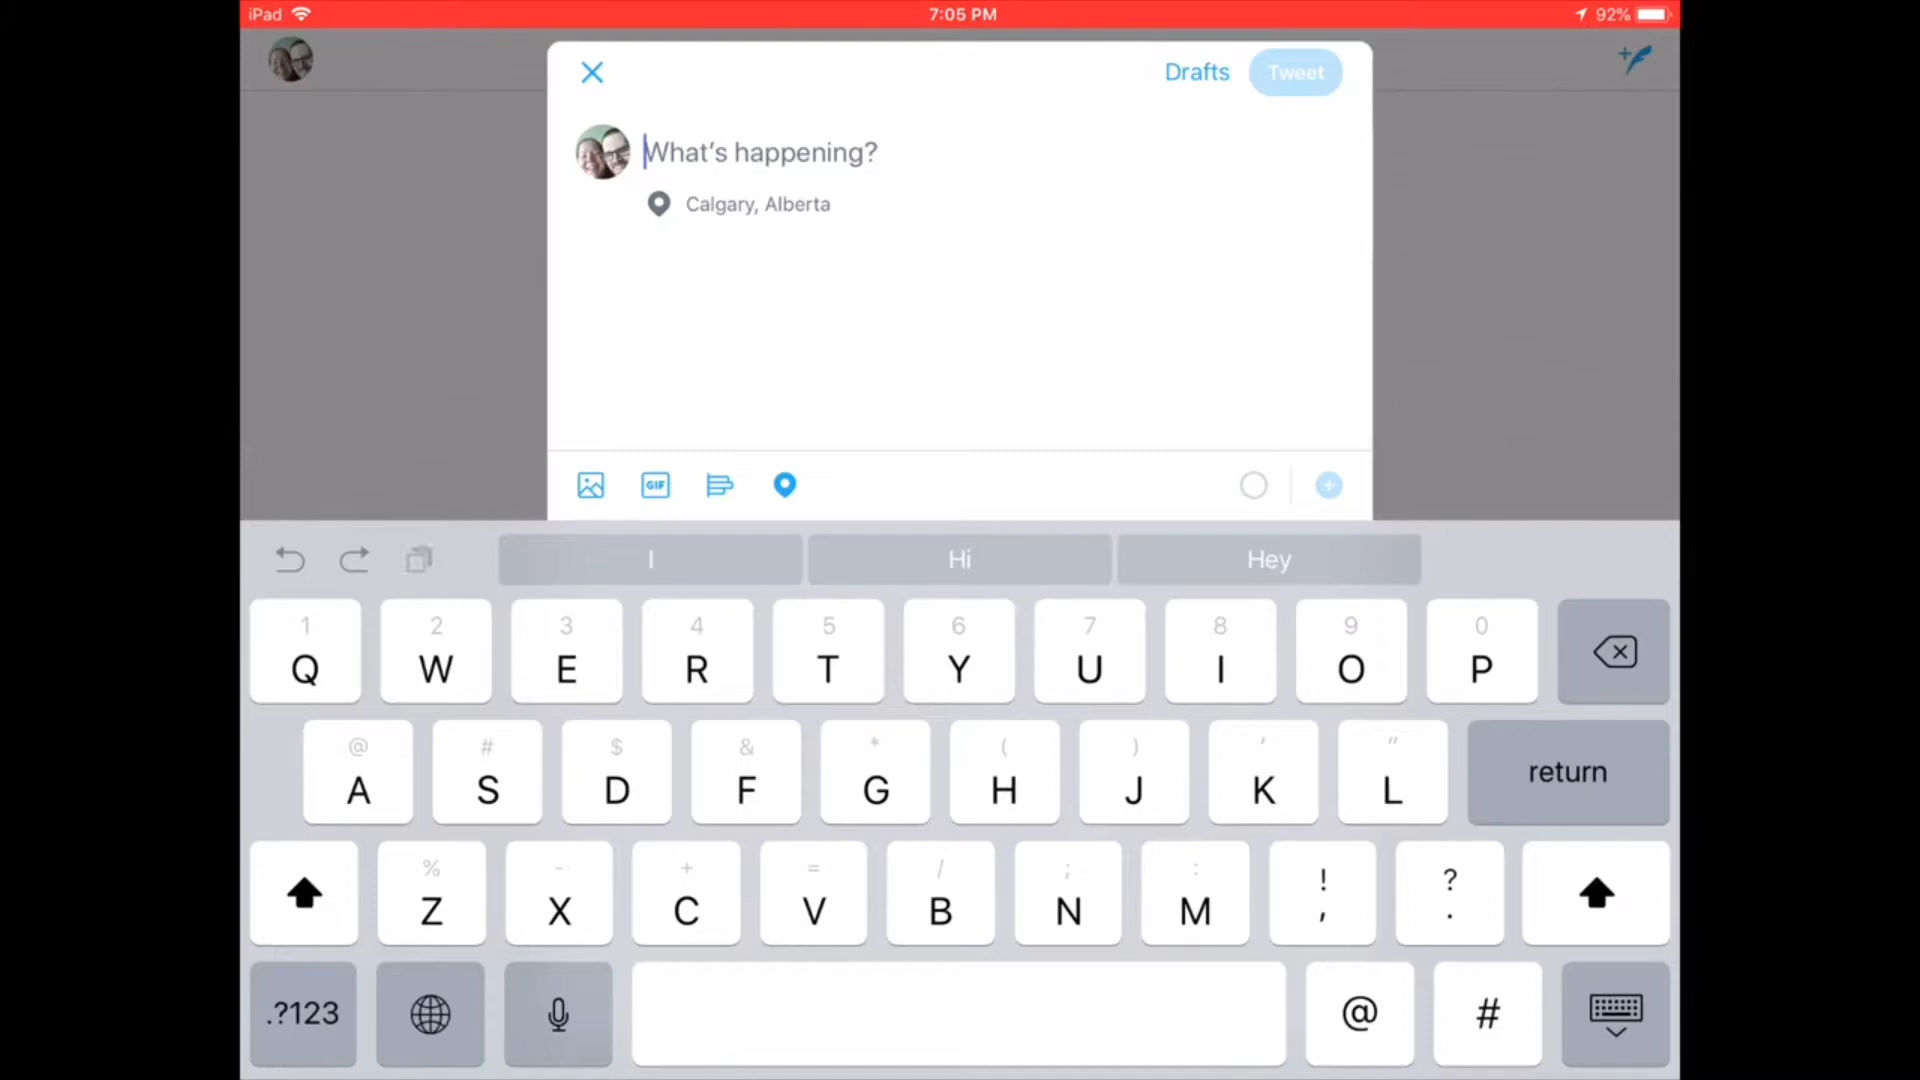 iPad 7:05 PM 92%
Drafts Tweet
What's happening?
Calgary, Alberta
GIF
I Hi Hey
1 2 3 4 5 6 7 8 9 0
Q W E R T Y U I O P
@ # $ & * ( ) ' "
A S D F G H J K L return
% - + = / ; : ! ?
Z X C V B N M , .
.?123 @ #